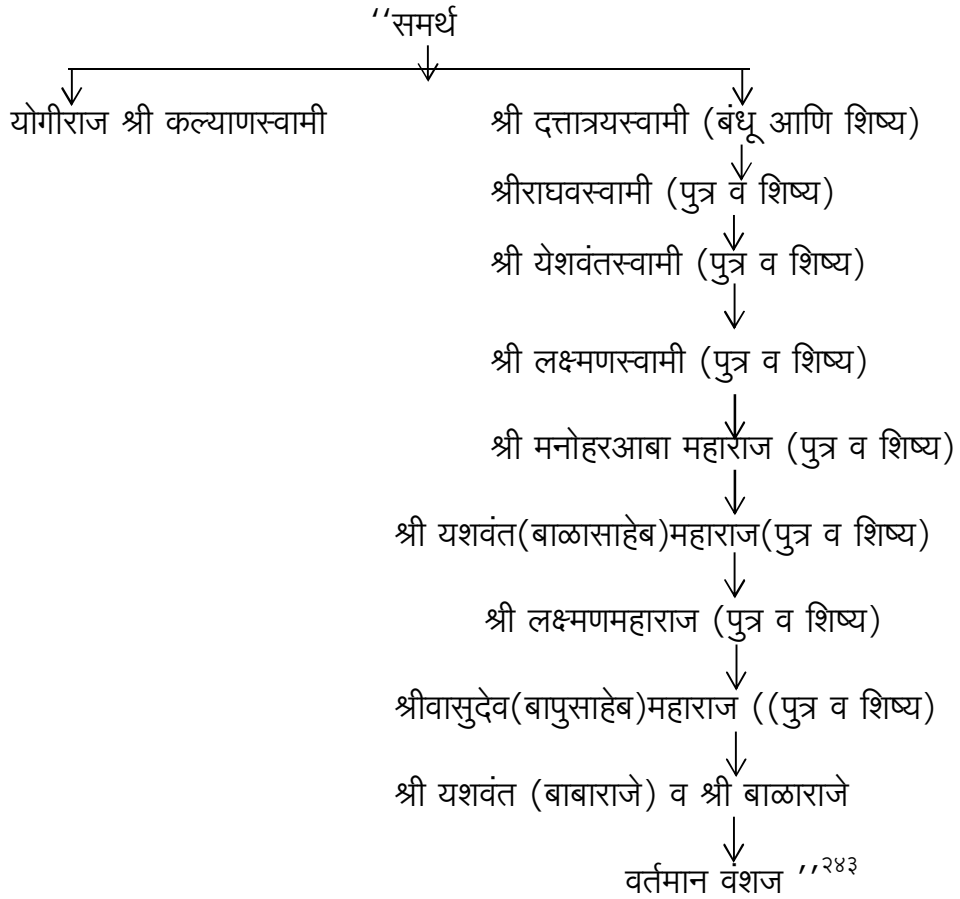 ‘‘समर्थ
योगीराज श्री कल्याणस्वामी श्री दत्तात्रयस्वामी (बंधू आणि शिष्य)
श्रीराघवस्वामी (पुत्र व शिष्य)
श्री येशवंतस्वामी (पुत्र व शिष्य)
श्री लक्ष्मणस्वामी (पुत्र व शिष्य)
श्री मनोहरआबा महाराज (पुत्र व शिष्य)
श्री यशवंत(बाळासाहेब)महाराज(पुत्र व शिष्य)
श्री लक्ष्मणमहाराज (पुत्र व शिष्य)
श्रीवासुदेव(बापुसाहेब)महाराज ((पुत्र व शिष्य)
श्री यशवंत (बाबाराजे) व श्री बाळाराजे
वर्तमान वंशज ’’२४३